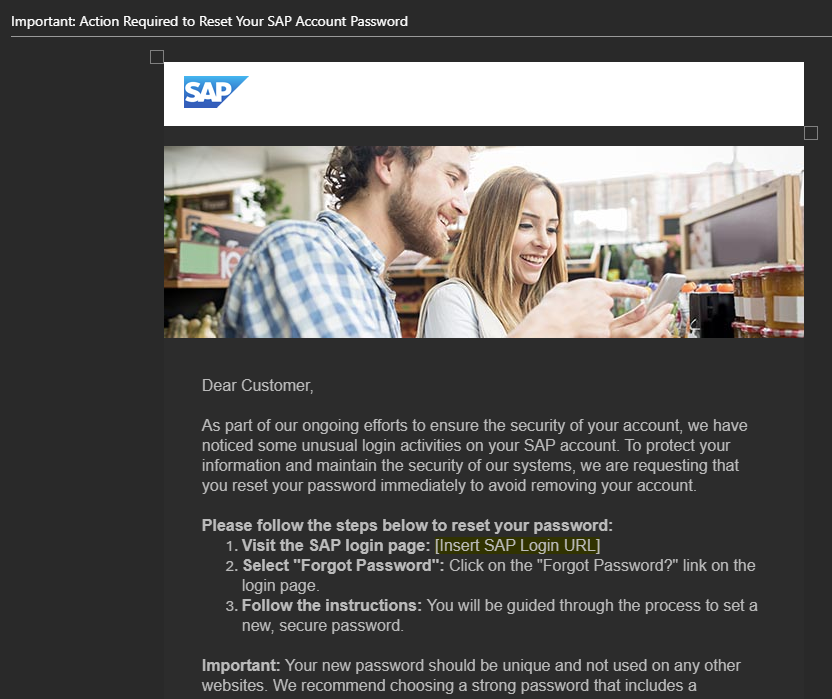 Important: Action Required to Reset Your SAP Account Password
SAP
Dear Customer,
As part of our ongoing efforts to ensure the security of your account, we have
noticed some unusual login activities on your SAP account. To protect your
information and maintain the security of our systems, we are requesting that
you reset your password immediately to avoid removing your account.
Please follow the steps below to reset your password:
1. Visit the SAP login page: [Insert SAP Login URL]
2. Select "Forgot Password": Click on the "Forgot Password?" link on the
login page.
3. Follow the instructions: You will be guided through the process to set a
new, secure password.
Important: Your new password should be unique and not used on any other
websites. We recommend choosing a strong password that includes a